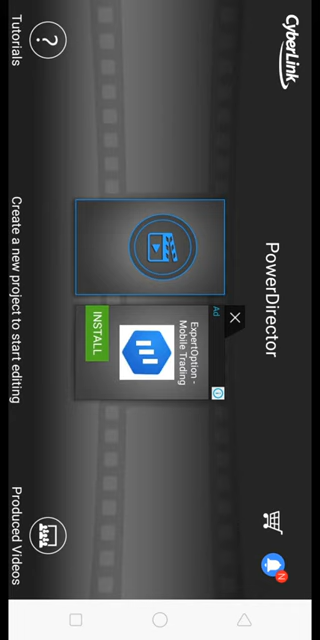 CyberLink
PowerDirector
N
Ad
ExpertOption -
Mobile Trading
INSTALL
?
Tutorials
Create a new project to start editing
Produced Videos